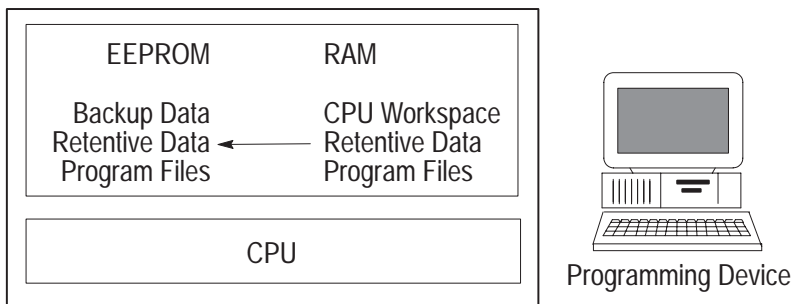 EEPROM RAM
Backup Data CPU Workspace
Retentive Data Retentive Data
Program Files Program Files
CPU
Programming Device